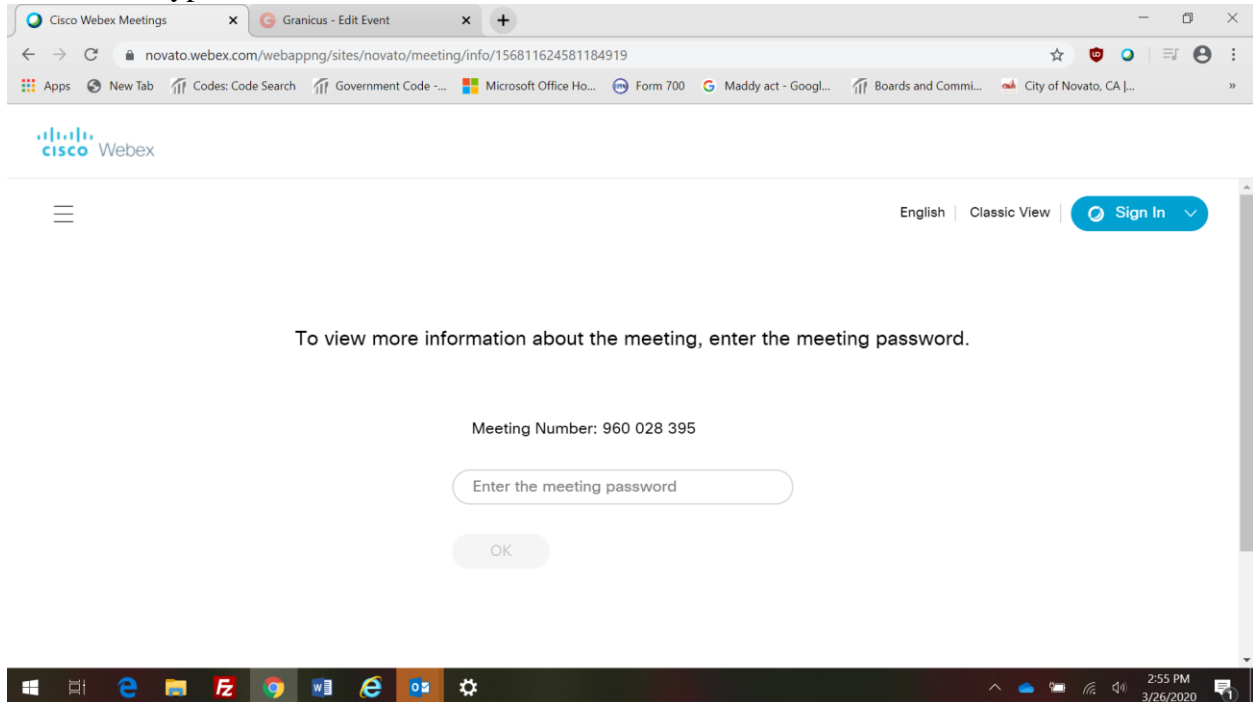 Cisco Webex Meetings
Granicus - Edit Event
novato.webex.com/webappng/sites/novato/meeting/info/156811624581184919
Apps New Tab Codes: Code Search Government Code -... Microsoft Office Ho... Form 700 Maddy act - Googl... Boards and Commi... City of Novato, CA |... »
cisco Webex
English | Classic View | Sign In
To view more information about the meeting, enter the meeting password.
Meeting Number: 960 028 395
Enter the meeting password
OK
2:55 PM
3/26/2020